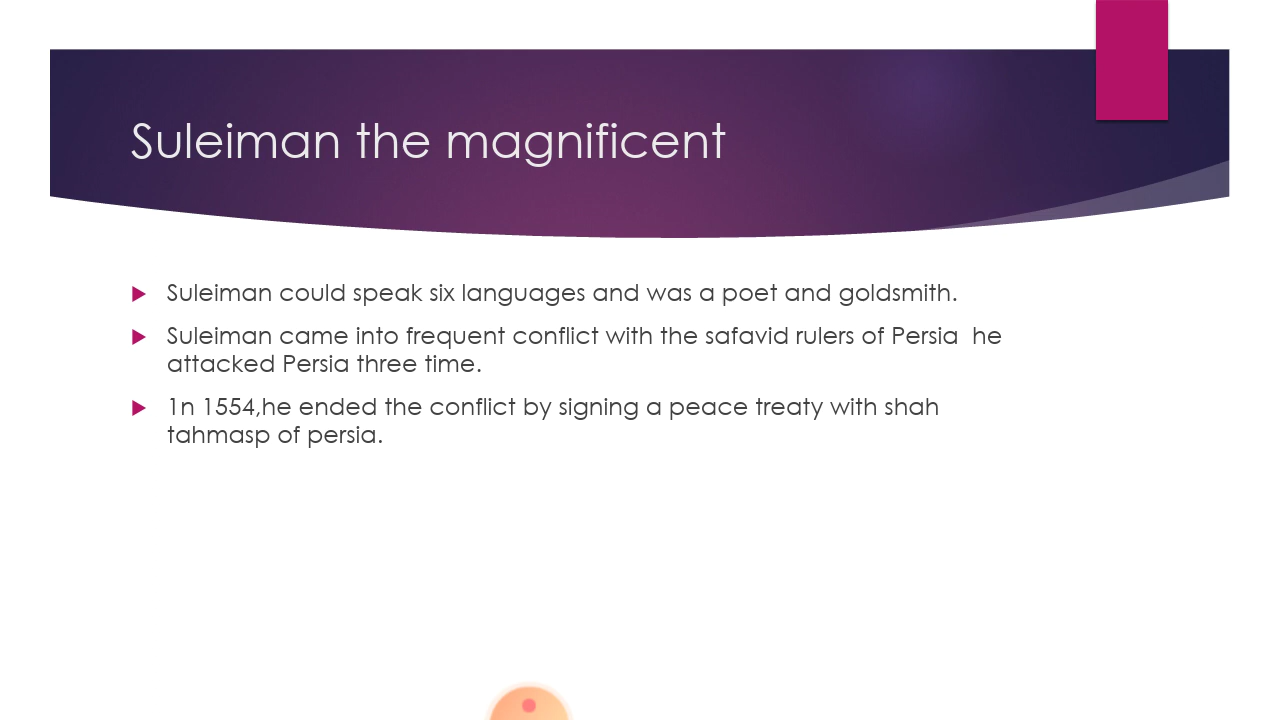 Suleiman the magnificent
Suleiman could speak six languages and was a poet and goldsmith.
Suleiman came into frequent conflict with the safavid rulers of Persia  he
attacked Persia three time.
1n 1554,he ended the conflict by signing a peace treaty with shah
tahmasp of persia.